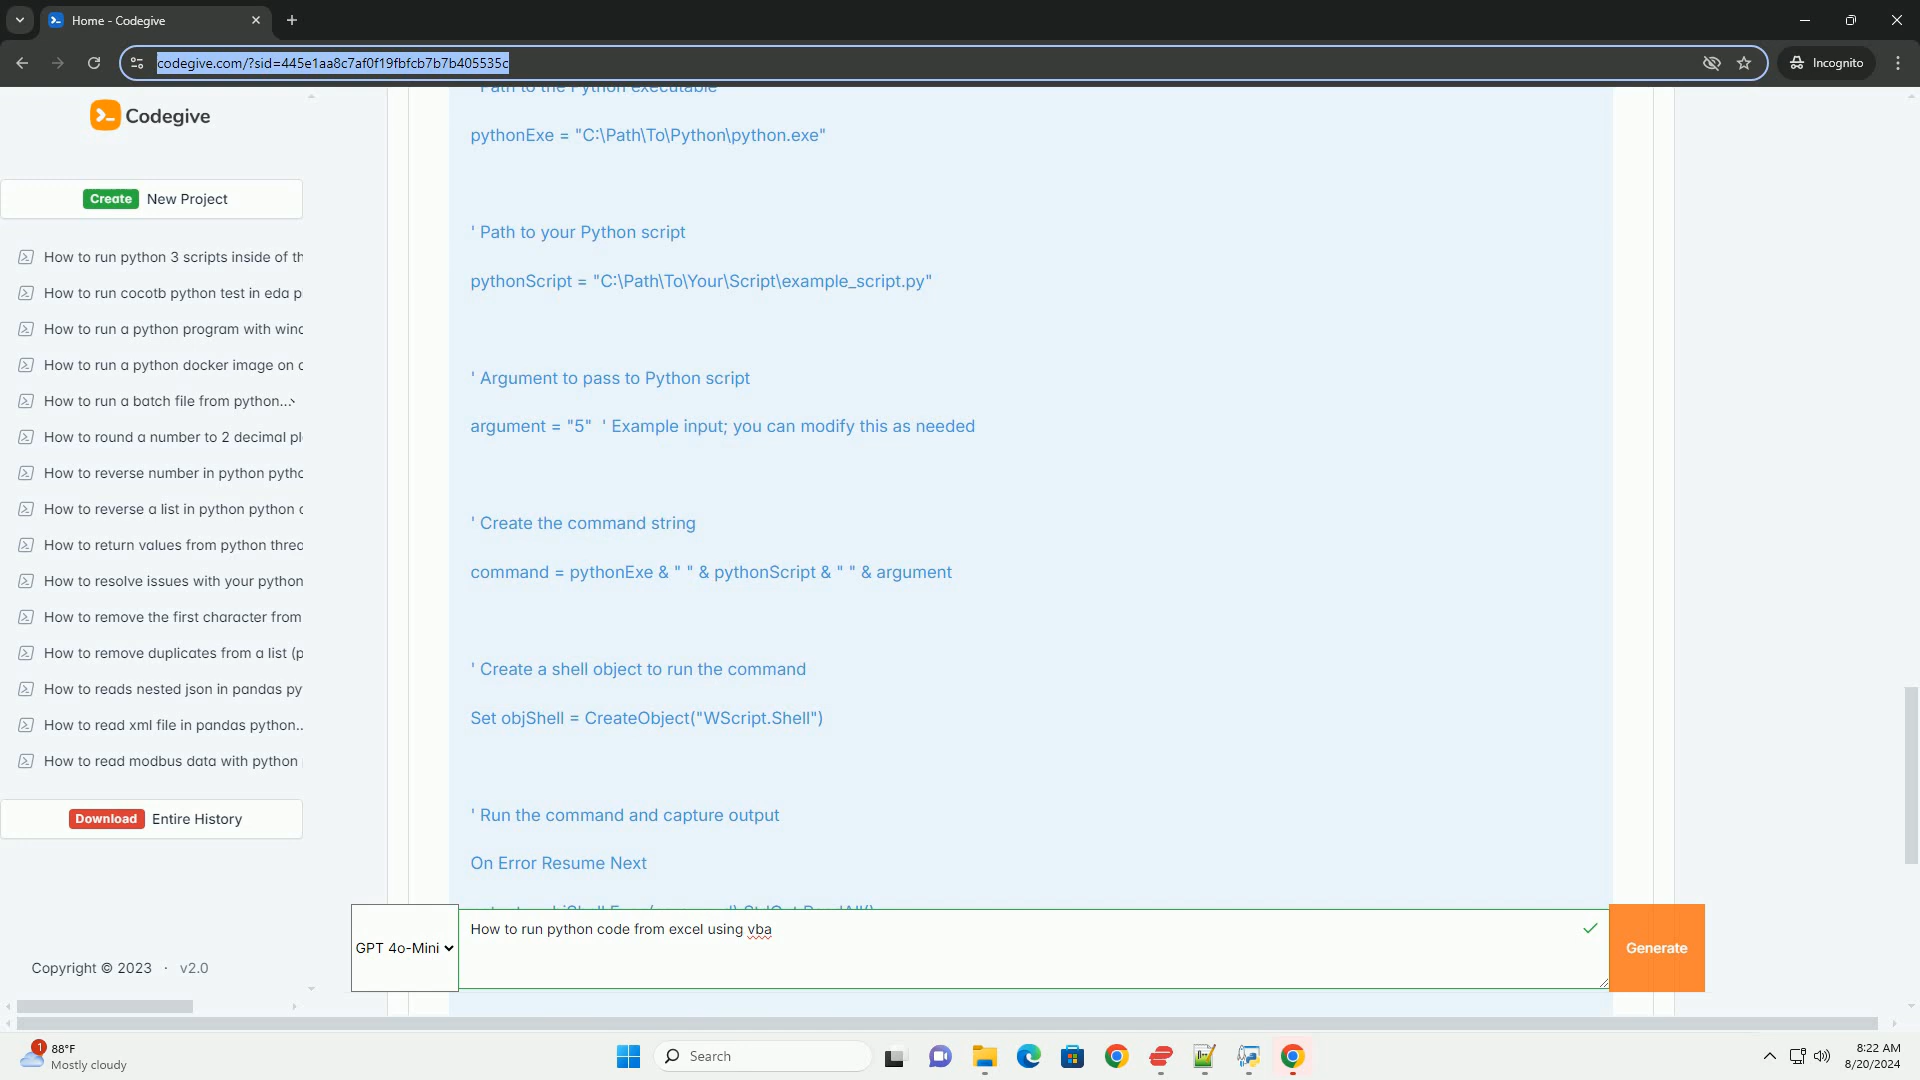 Home - Codegive
codegive.com/?sid=445e1aa8c7af0f19fbfcb7b7b405535c
Incognito
Codegive
Create New Project
How to run python 3 scripts inside of th
How to run cocotb python test in eda p
How to run a python program with wind
How to run a python docker image on c
How to run a batch file from python...
How to round a number to 2 decimal pl
How to reverse number in python pytho
How to reverse a list in python python c
How to return values from python threa
How to resolve issues with your python
How to remove the first character from
How to remove duplicates from a list (p
How to reads nested json in pandas py
How to read xml file in pandas python...
How to read modbus data with python
Download Entire History
Copyright © 2023 · v2.0
' Path to the Python executable
pythonExe = "C:\Path\To\Python\python.exe"
' Path to your Python script
pythonScript = "C:\Path\To\Your\Script\example_script.py"
' Argument to pass to Python script
argument = "5" ' Example input; you can modify this as needed
' Create the command string
command = pythonExe & " " & pythonScript & " " & argument
' Create a shell object to run the command
Set objShell = CreateObject("WScript.Shell")
' Run the command and capture output
On Error Resume Next
GPT 4o-Mini
How to run python code from excel using vba
Generate
1
88°F
Mostly cloudy
Search
8:22 AM
8/20/2024